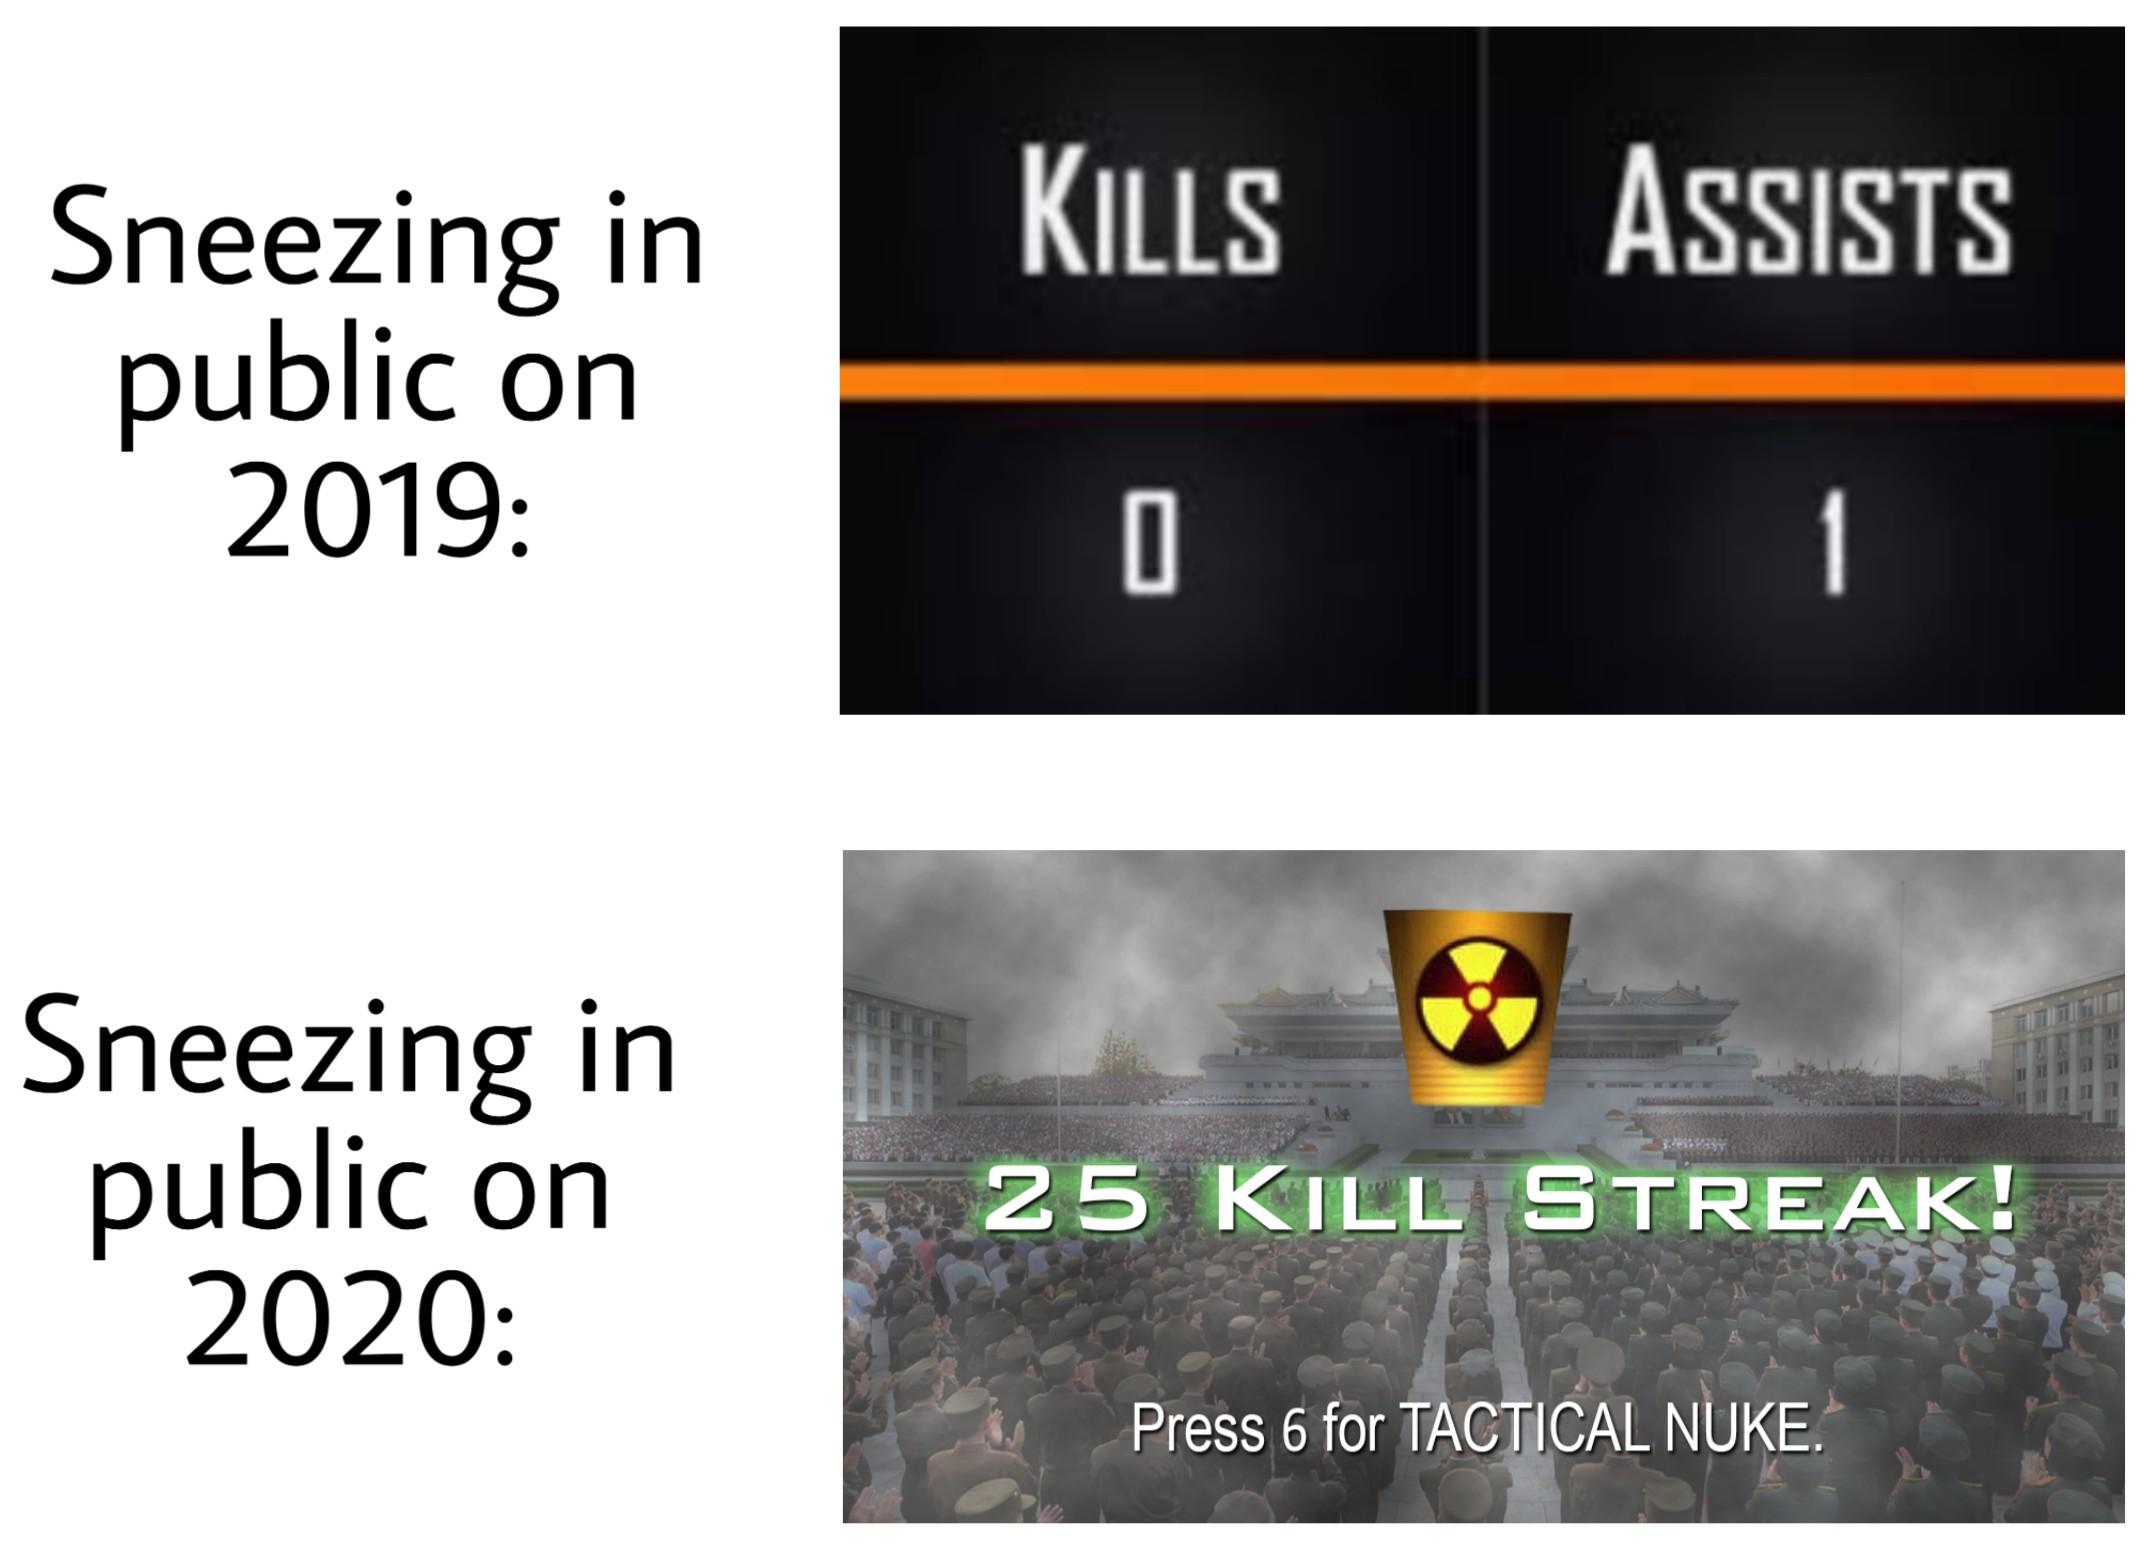 Sneezing in
public on
2019:
KILLS ASSISTS
0 1
Sneezing in
public on
2020:
25 KILL STREAK!
Press 6 for TACTICAL NUKE.